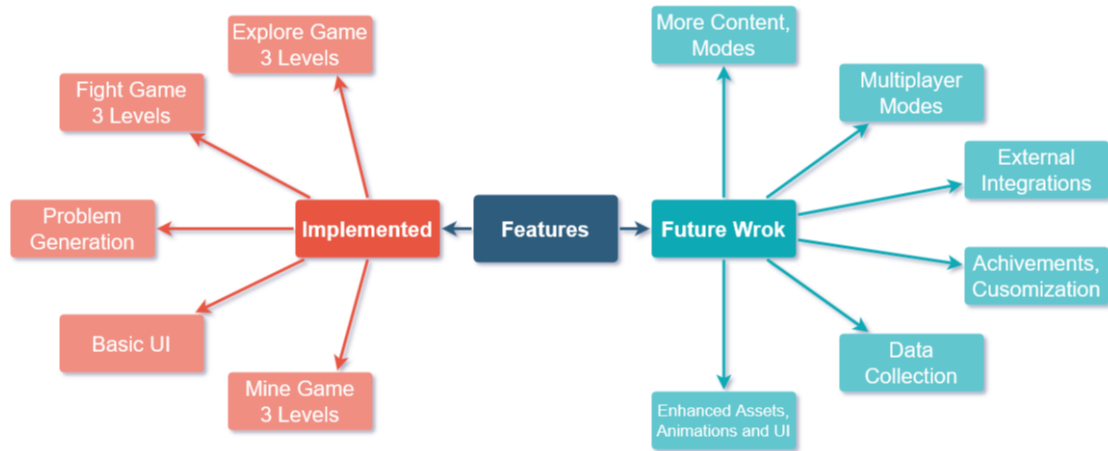 Explore Game
3 Levels
Fight Game
3 Levels
Problem
Generation
Basic UI
Mine Game
3 Levels
Implemented
Features
Future Wrok
More Content,
Modes
Multiplayer
Modes
External
Integrations
Achivements,
Cusomization
Data
Collection
Enhanced Assets,
Animations and UI